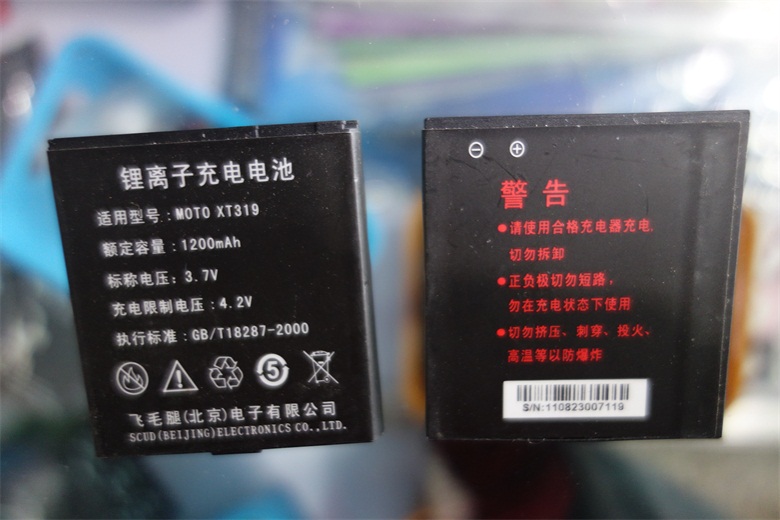 锂离子充电电池
适用型号：MOTO XT319
额定容量：1200mAh
标称电压：3.7V
充电限制电压：4.2V
执行标准：GB/T18287-2000
5
飞毛腿(北京)电子有限公司
SCUD(BEIJING)ELECTRONICS CO.,LTD.
⊖ ⊕
警告
●请使用合格充电器充电,
切勿拆卸
●正负极切勿短路，
勿在充电状态下使用
●切勿挤压、刺穿、投火、
高温等以防爆炸
S/N:110823007119